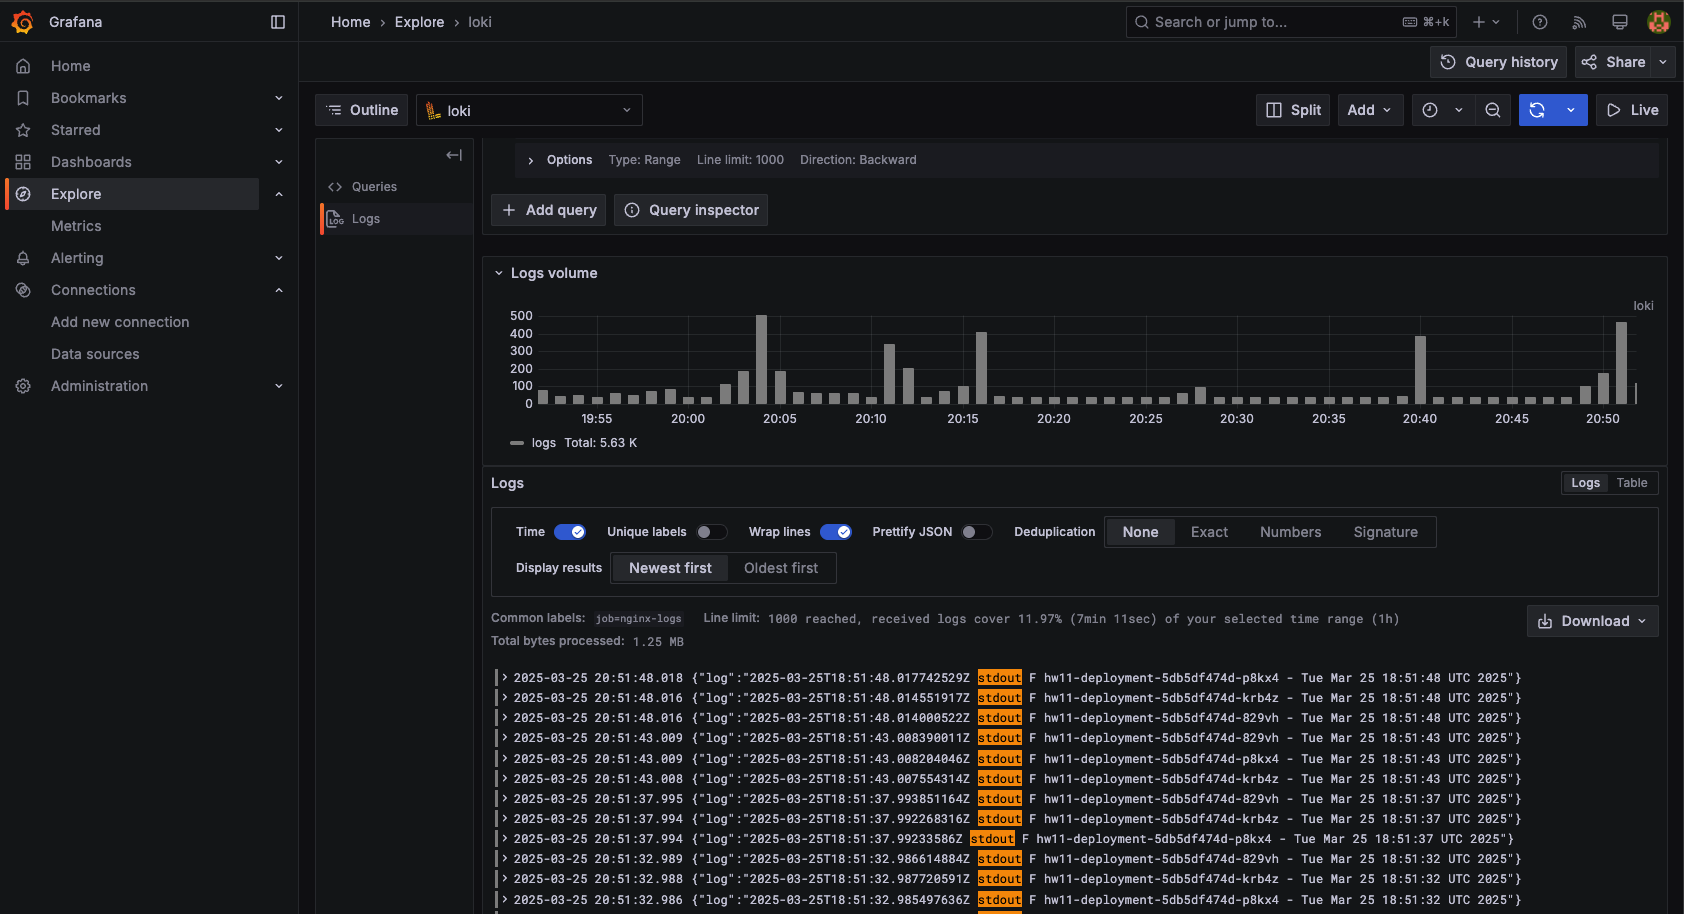 Grafana
Home › Explore › loki
Search or jump to...
⌘+k
Home
Bookmarks
Starred
Dashboards
Explore
Metrics
Alerting
Connections
Add new connection
Data sources
Administration
Query history
Share
Outline
loki
Split
Add
Live
Queries
LOG Logs
Options Type: Range Line limit: 1000 Direction: Backward
+ Add query
Query inspector
Logs volume
loki
500
400
300
200
100
0
19:55 20:00 20:05 20:10 20:15 20:20 20:25 20:30 20:35 20:40 20:45 20:50
logs Total: 5.63 K
Logs
Logs Table
Time Unique labels Wrap lines Prettify JSON Deduplication None Exact Numbers Signature
Display results Newest first Oldest first
Common labels: job=nginx-logs Line limit: 1000 reached, received logs cover 11.97% (7min 11sec) of your selected time range (1h)
Download
Total bytes processed: 1.25 MB
2025-03-25 20:51:48.018 {"log":"2025-03-25T18:51:48.017742529Z stdout F hw11-deployment-5db5df474d-p8kx4 - Tue Mar 25 18:51:48 UTC 2025"}
2025-03-25 20:51:48.016 {"log":"2025-03-25T18:51:48.014551917Z stdout F hw11-deployment-5db5df474d-krb4z - Tue Mar 25 18:51:48 UTC 2025"}
2025-03-25 20:51:48.016 {"log":"2025-03-25T18:51:48.014000522Z stdout F hw11-deployment-5db5df474d-829vh - Tue Mar 25 18:51:48 UTC 2025"}
2025-03-25 20:51:43.009 {"log":"2025-03-25T18:51:43.008390011Z stdout F hw11-deployment-5db5df474d-829vh - Tue Mar 25 18:51:43 UTC 2025"}
2025-03-25 20:51:43.009 {"log":"2025-03-25T18:51:43.008204046Z stdout F hw11-deployment-5db5df474d-p8kx4 - Tue Mar 25 18:51:43 UTC 2025"}
2025-03-25 20:51:43.008 {"log":"2025-03-25T18:51:43.007554314Z stdout F hw11-deployment-5db5df474d-krb4z - Tue Mar 25 18:51:43 UTC 2025"}
2025-03-25 20:51:37.995 {"log":"2025-03-25T18:51:37.993851164Z stdout F hw11-deployment-5db5df474d-829vh - Tue Mar 25 18:51:37 UTC 2025"}
2025-03-25 20:51:37.994 {"log":"2025-03-25T18:51:37.992268316Z stdout F hw11-deployment-5db5df474d-krb4z - Tue Mar 25 18:51:37 UTC 2025"}
2025-03-25 20:51:37.994 {"log":"2025-03-25T18:51:37.99233586Z stdout F hw11-deployment-5db5df474d-p8kx4 - Tue Mar 25 18:51:37 UTC 2025"}
2025-03-25 20:51:32.989 {"log":"2025-03-25T18:51:32.986614884Z stdout F hw11-deployment-5db5df474d-829vh - Tue Mar 25 18:51:32 UTC 2025"}
2025-03-25 20:51:32.988 {"log":"2025-03-25T18:51:32.987720591Z stdout F hw11-deployment-5db5df474d-krb4z - Tue Mar 25 18:51:32 UTC 2025"}
2025-03-25 20:51:32.986 {"log":"2025-03-25T18:51:32.985497636Z stdout F hw11-deployment-5db5df474d-p8kx4 - Tue Mar 25 18:51:32 UTC 2025"}